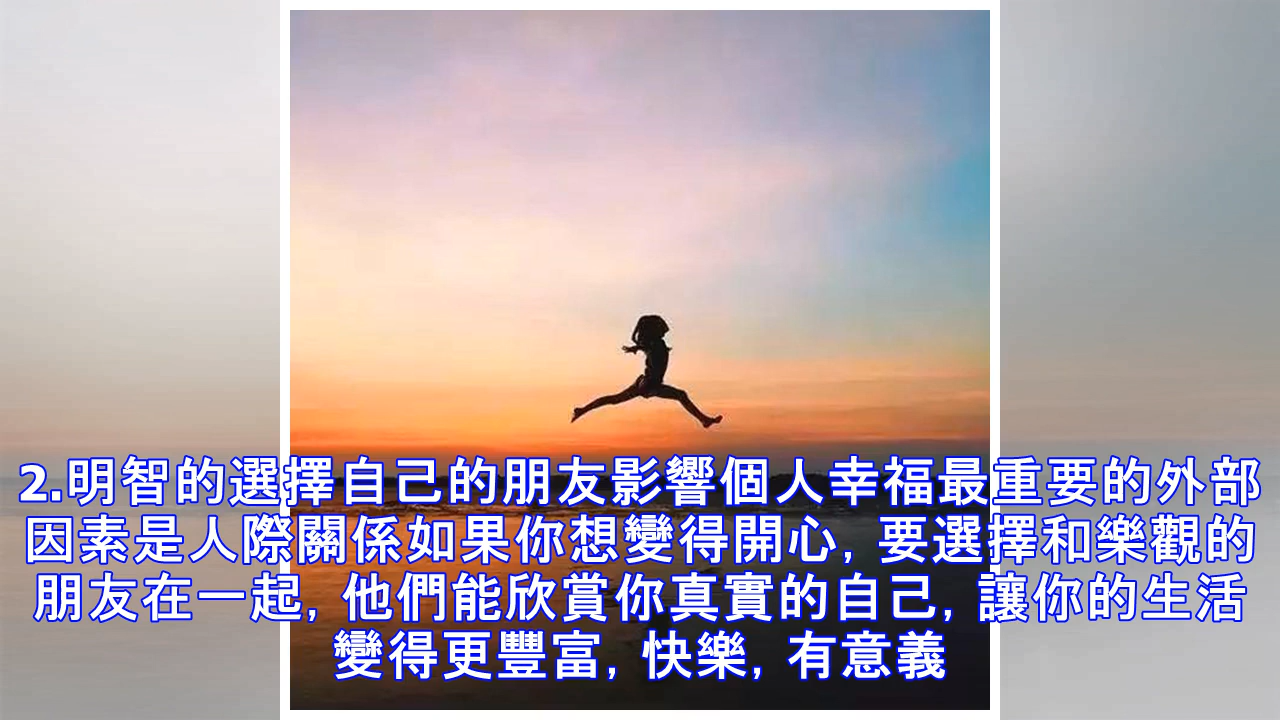 2.明智的選擇自己的朋友影響個人幸福最重要的外部
因素是人際關係如果你想變得開心, 要選擇和樂觀的
朋友在一起, 他們能欣賞你真實的自己, 讓你的生活
變得更豐富, 快樂, 有意義